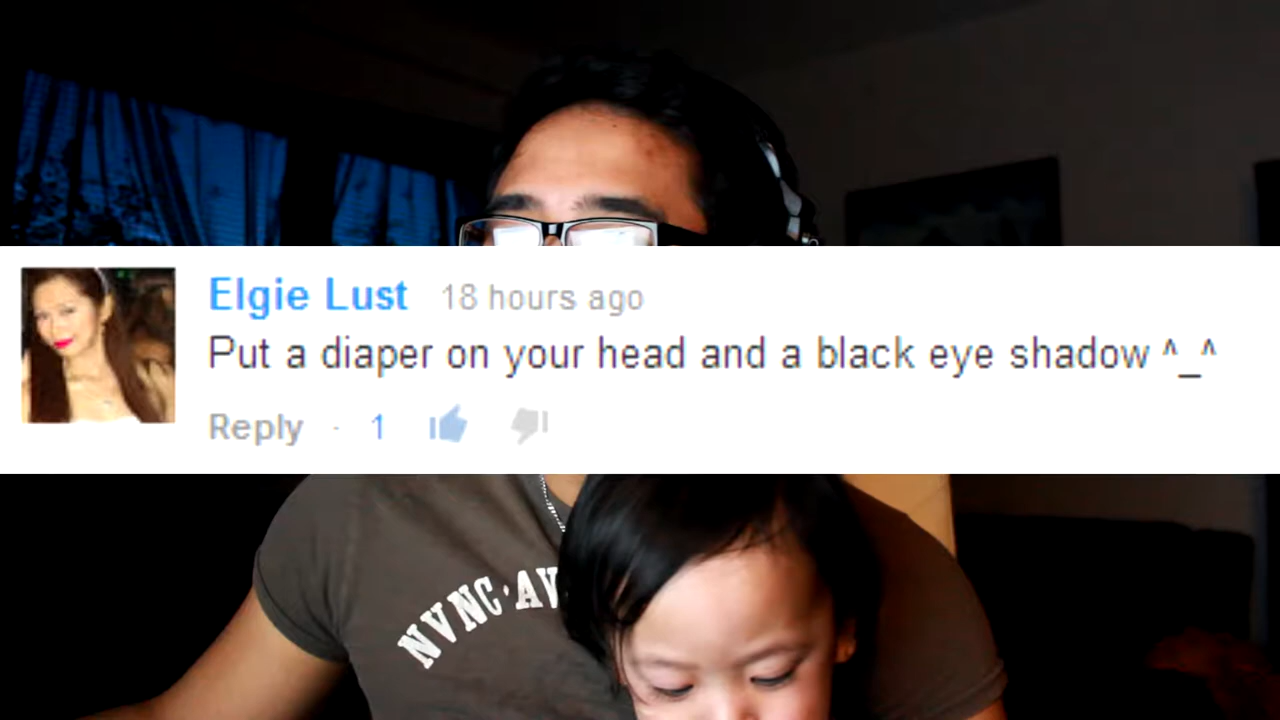 Elgie Lust 18 hours ago
Put a diaper on your head and a black eye shadow ^_^
Reply · 1
NVNC·AV